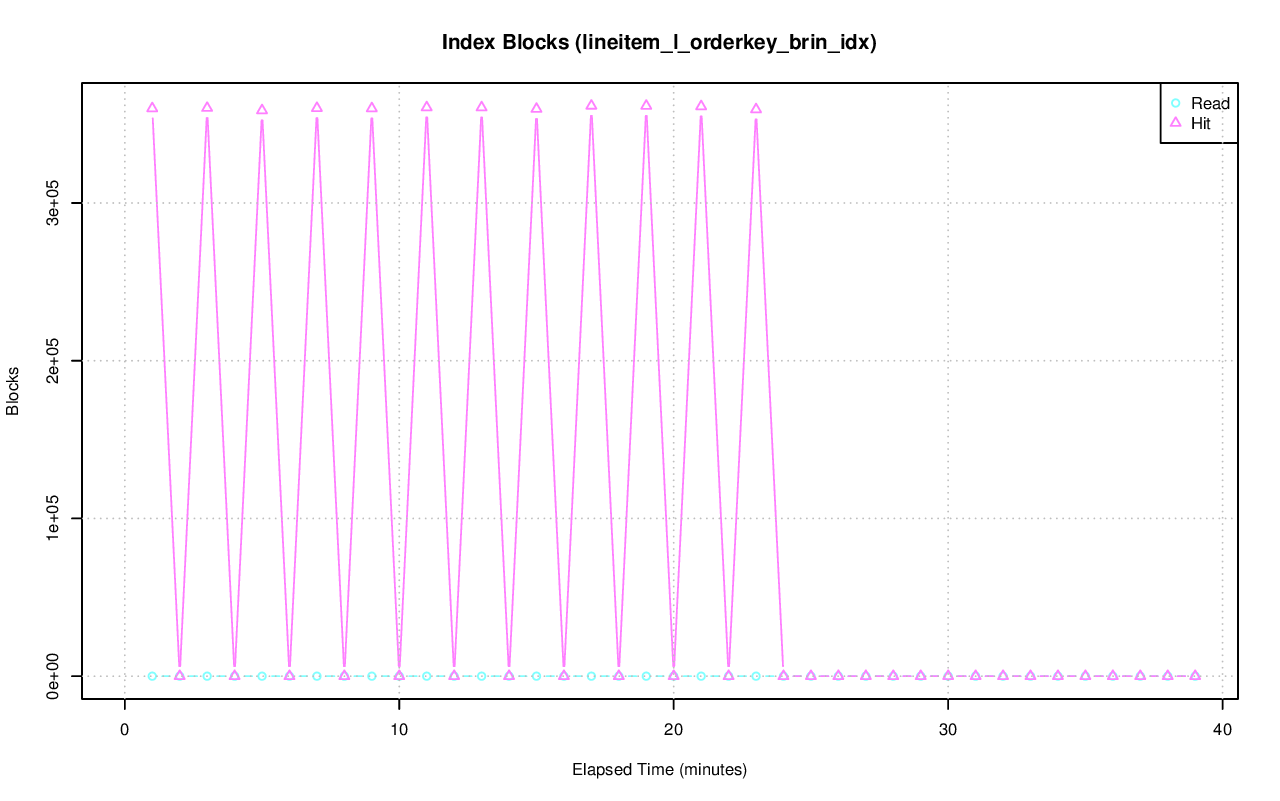 Index Blocks (lineitem_l_orderkey_brin_idx)
Read
Hit
Blocks
3e+05
2e+05
1e+05
0e+00
0 10 20 30 40
Elapsed Time (minutes)